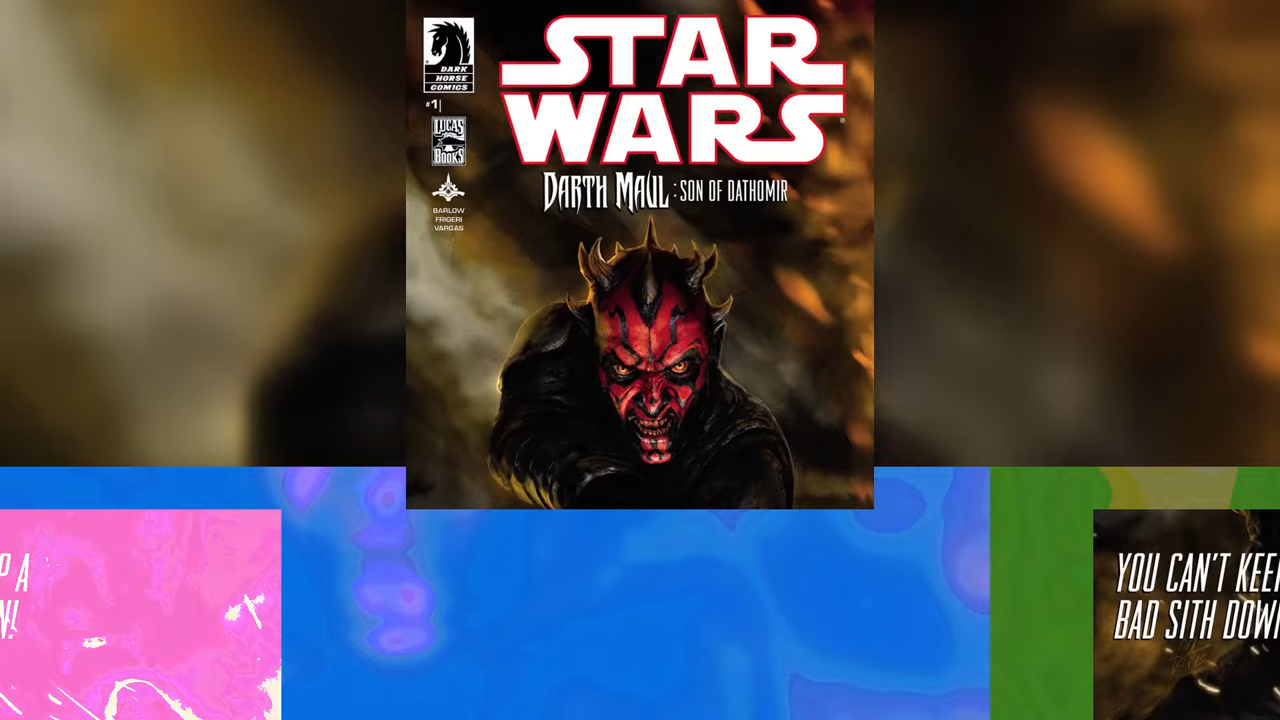 STAR
WARS
DARK
HORSE
COMICS
#1
LUCAS
BOOKS
DARTH MAUL: SON OF DATHOMIR
BARLOW
FRIGERI
VARGAS
P A
N!
YOU CAN'T KEE
BAD SITH DOW